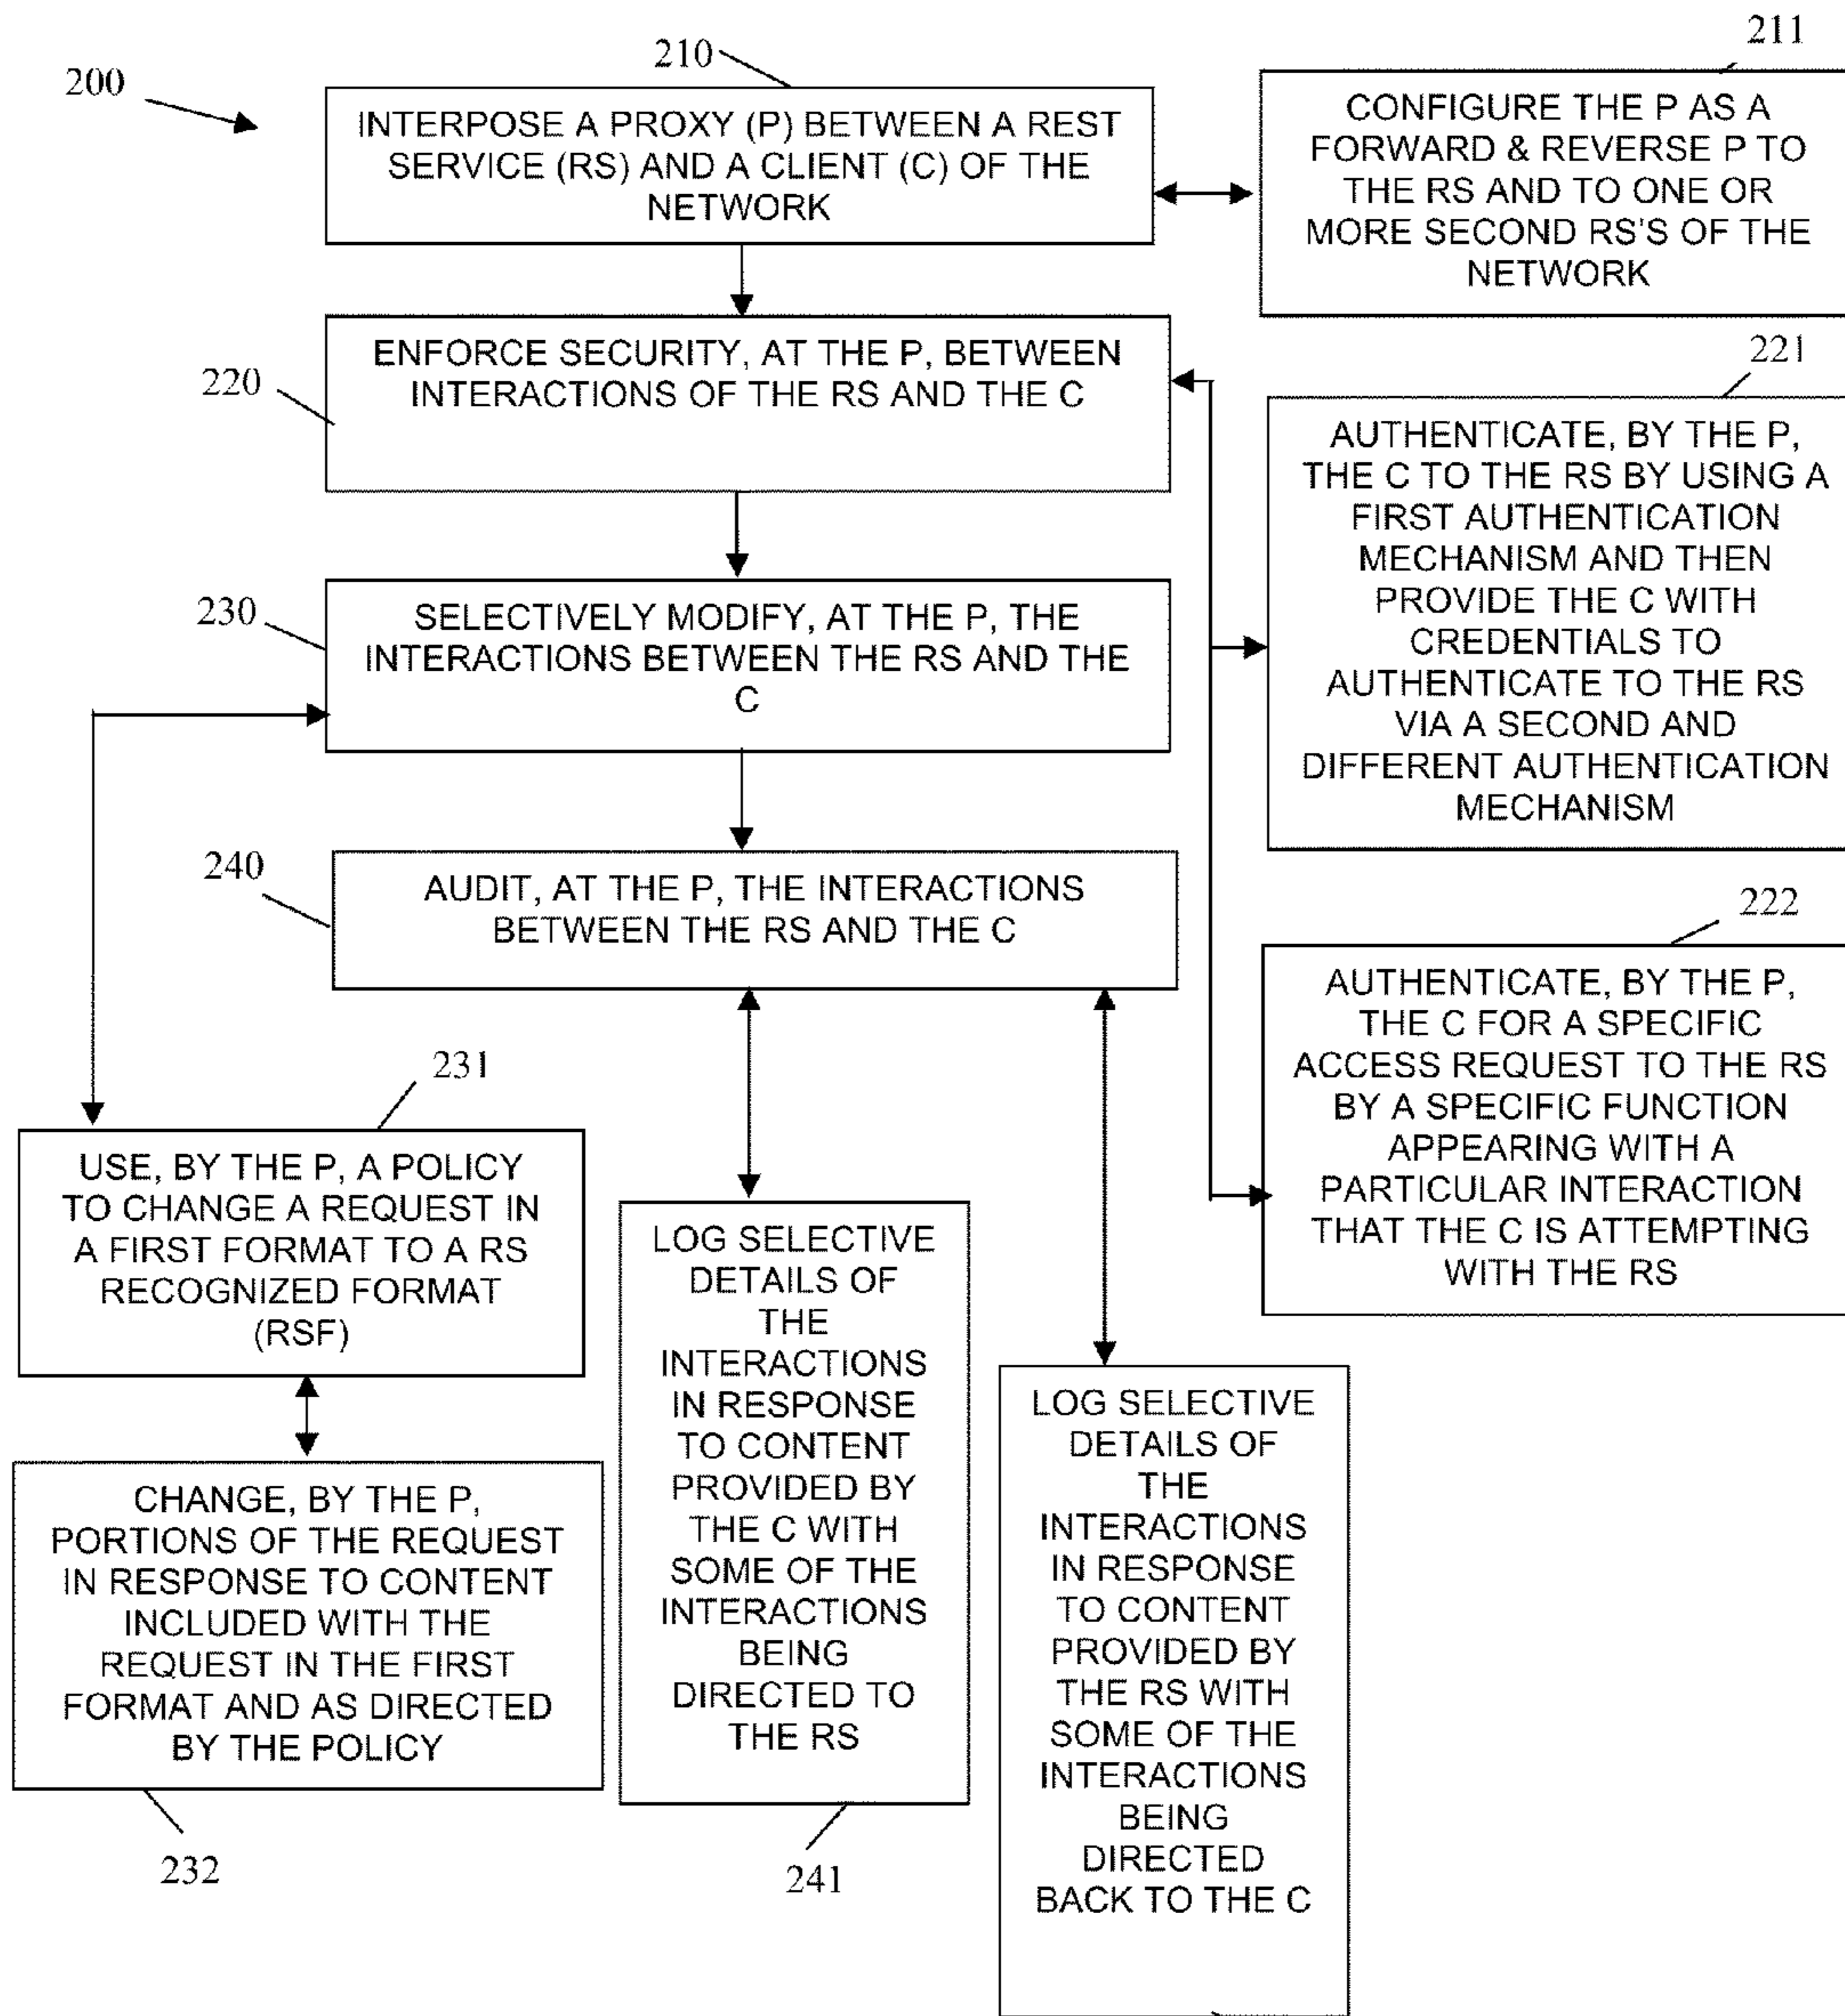 200
210
INTERPOSE A PROXY (P) BETWEEN A REST
SERVICE (RS) AND A CLIENT (C) OF THE
NETWORK
211
CONFIGURE THE P AS A
FORWARD & REVERSE P TO
THE RS AND TO ONE OR
MORE SECOND RS'S OF THE
NETWORK
220
ENFORCE SECURITY, AT THE P, BETWEEN
INTERACTIONS OF THE RS AND THE C
221
AUTHENTICATE, BY THE P,
THE C TO THE RS BY USING A
FIRST AUTHENTICATION
MECHANISM AND THEN
PROVIDE THE C WITH
CREDENTIALS TO
AUTHENTICATE TO THE RS
VIA A SECOND AND
DIFFERENT AUTHENTICATION
MECHANISM
230
SELECTIVELY MODIFY, AT THE P, THE
INTERACTIONS BETWEEN THE RS AND THE
C
240
AUDIT, AT THE P, THE INTERACTIONS
BETWEEN THE RS AND THE C
222
AUTHENTICATE, BY THE P,
THE C FOR A SPECIFIC
ACCESS REQUEST TO THE RS
BY A SPECIFIC FUNCTION
APPEARING WITH A
PARTICULAR INTERACTION
THAT THE C IS ATTEMPTING
WITH THE RS
231
USE, BY THE P, A POLICY
TO CHANGE A REQUEST IN
A FIRST FORMAT TO A RS
RECOGNIZED FORMAT
(RSF)
CHANGE, BY THE P,
PORTIONS OF THE REQUEST
IN RESPONSE TO CONTENT
INCLUDED WITH THE
REQUEST IN THE FIRST
FORMAT AND AS DIRECTED
BY THE POLICY
232
LOG SELECTIVE
DETAILS OF
THE
INTERACTIONS
IN RESPONSE
TO CONTENT
PROVIDED BY
THE C WITH
SOME OF THE
INTERACTIONS
BEING
DIRECTED TO
THE RS
241
LOG SELECTIVE
DETAILS OF
THE
INTERACTIONS
IN RESPONSE
TO CONTENT
PROVIDED BY
THE RS WITH
SOME OF THE
INTERACTIONS
BEING
DIRECTED
BACK TO THE C